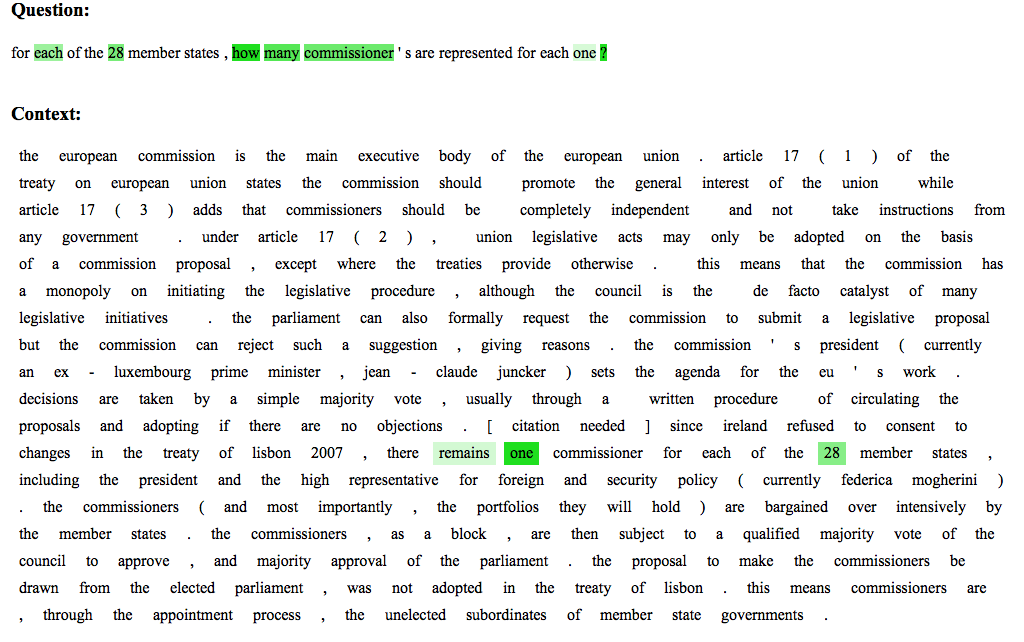 Question:
for each of the 28 member states , how many commissioner ' s are represented for each one ?
Context:
the european commission is the main executive body of the european union . article 17 ( 1 ) of the
treaty on european union states the commission should promote the general interest of the union while
article 17 ( 3 ) adds that commissioners should be completely independent and not take instructions from
any government . under article 17 ( 2 ) , union legislative acts may only be adopted on the basis
of a commission proposal , except where the treaties provide otherwise . this means that the commission has
a monopoly on initiating the legislative procedure , although the council is the de facto catalyst of many
legislative initiatives . the parliament can also formally request the commission to submit a legislative proposal
but the commission can reject such a suggestion , giving reasons . the commission ' s president ( currently
an ex - luxembourg prime minister , jean - claude juncker ) sets the agenda for the eu ' s work .
decisions are taken by a simple majority vote , usually through a written procedure of circulating the
proposals and adopting if there are no objections . [ citation needed ] since ireland refused to consent to
changes in the treaty of lisbon 2007 , there remains one commissioner for each of the 28 member states ,
including the president and the high representative for foreign and security policy ( currently federica mogherini )
. the commissioners ( and most importantly , the portfolios they will hold ) are bargained over intensively by
the member states . the commissioners , as a block , are then subject to a qualified majority vote of the
council to approve , and majority approval of the parliament . the proposal to make the commissioners be
drawn from the elected parliament , was not adopted in the treaty of lisbon . this means commissioners are
, through the appointment process , the unelected subordinates of member state governments .